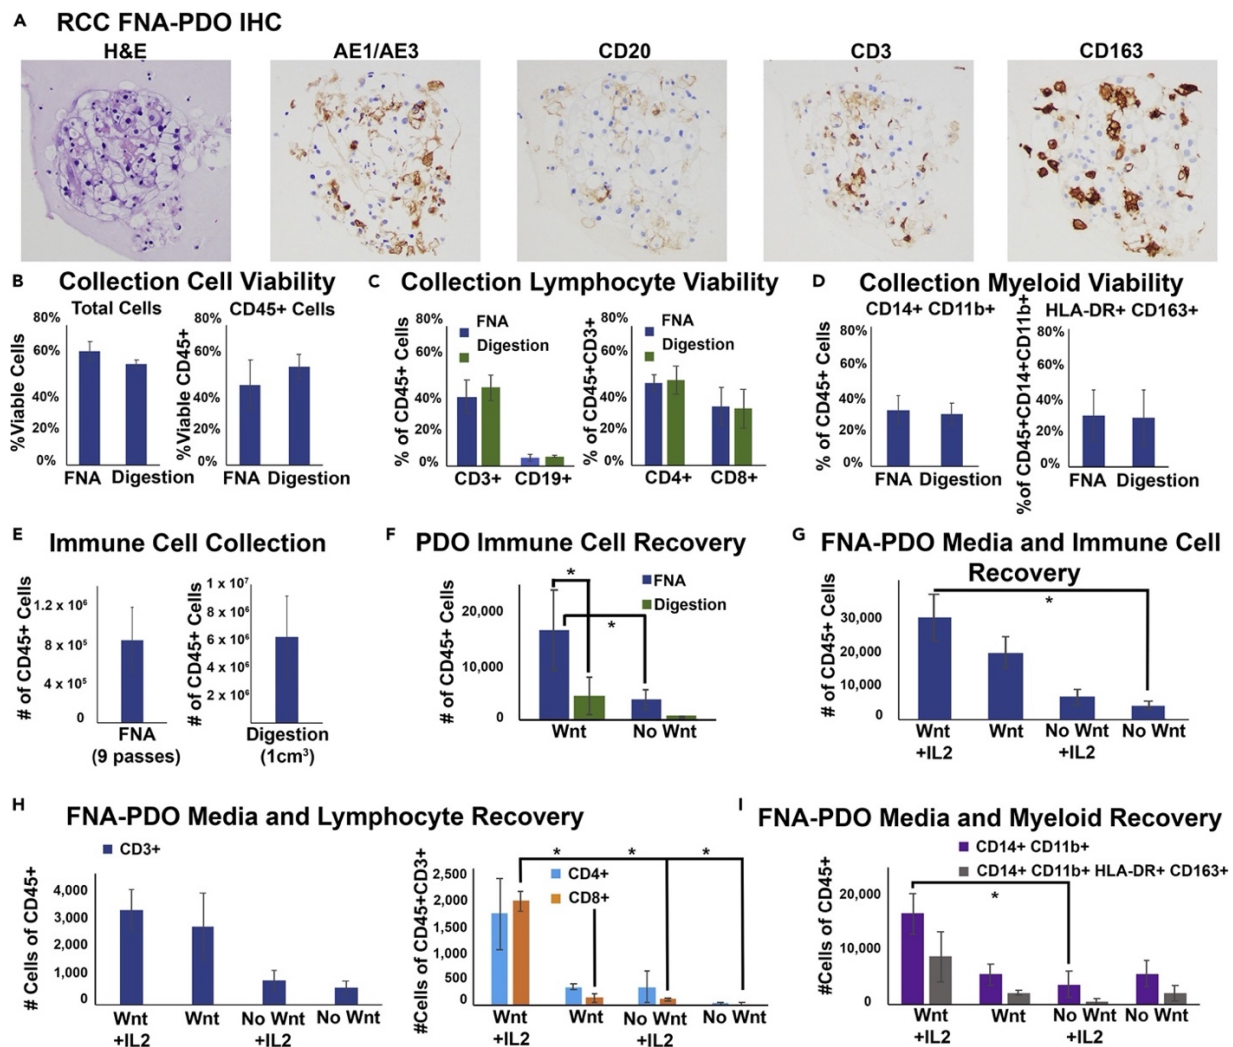 A RCC FNA-PDO IHC
H&E AE1/AE3 CD20 CD3 CD163
B Collection Cell Viability
Total Cells CD45+ Cells
%Viable Cells
80%
60%
40%
20%
0%
FNA Digestion
%Viable CD45+
80%
60%
40%
20%
0%
FNA Digestion
C Collection Lymphocyte Viability
% of CD45+ Cells
80%
60%
40%
20%
0%
FNA
Digestion
CD3+ CD19+
% of CD45+CD3+
80%
60%
40%
20%
0%
FNA
Digestion
CD4+ CD8+
D Collection Myeloid Viability
CD14+ CD11b+ HLA-DR+ CD163+
% of CD45+ Cells
80%
60%
40%
20%
0%
FNA Digestion
%of CD45+CD14+CD11b+
80%
60%
40%
20%
0%
FNA Digestion
E Immune Cell Collection
# of CD45+ Cells
1.2 x 10⁶
8 x 10⁵
4 x 10⁵
0
FNA
(9 passes)
# of CD45+ Cells
1 x 10⁷
8 x 10⁶
6 x 10⁶
4 x 10⁶
2 x 10⁶
Digestion
(1cm³)
F PDO Immune Cell Recovery
# of CD45+ Cells
20,000
10,000
0
*
*
FNA
Digestion
Wnt No Wnt
G FNA-PDO Media and Immune Cell
Recovery
# of CD45+ Cells
30,000
20,000
10,000
0
*
Wnt Wnt No Wnt No Wnt
+IL2 +IL2
H FNA-PDO Media and Lymphocyte Recovery
CD3+
# Cells of CD45+
4,000
3,000
2,000
1,000
0
Wnt Wnt No Wnt No Wnt
+IL2 +IL2
#Cells of CD45+CD3+
2,500
2,000
1,500
1,000
500
0
* * *
CD4+
CD8+
Wnt Wnt No Wnt No Wnt
+IL2 +IL2
I FNA-PDO Media and Myeloid Recovery
CD14+ CD11b+
CD14+ CD11b+ HLA-DR+ CD163+
#Cells of CD45+
20,000
10,000
0
*
Wnt Wnt No Wnt No Wnt
+IL2 +IL2